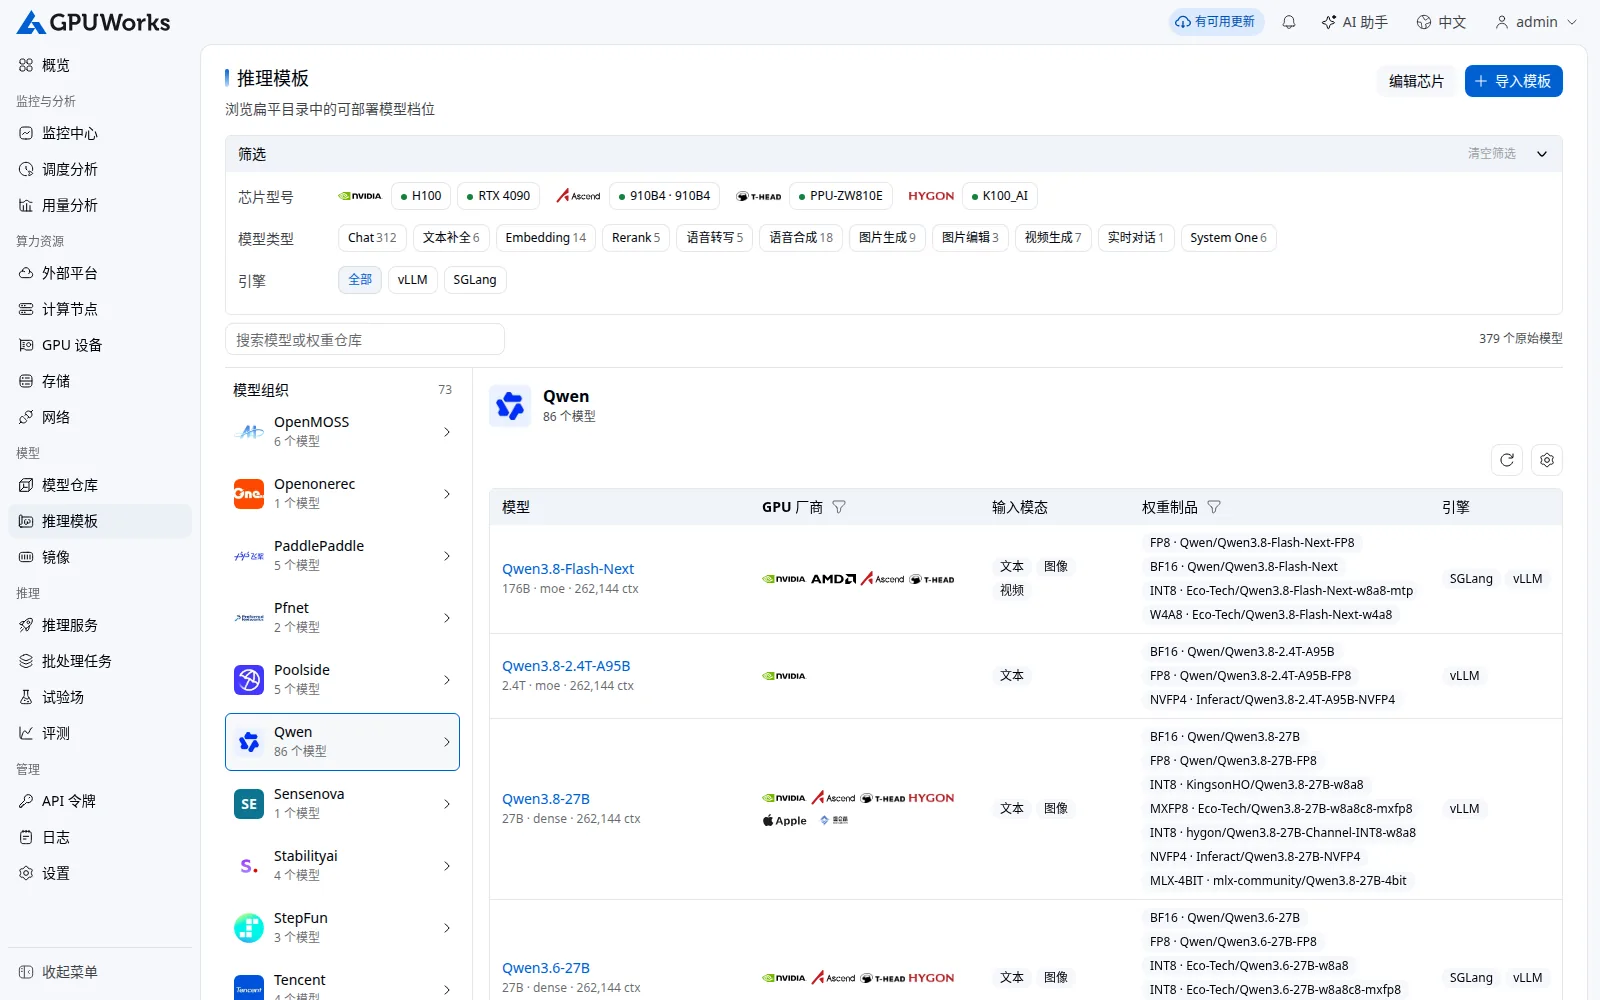 GPUWorks
有可用更新
AI 助手
中文
admin
概览
监控与分析
监控中心
调度分析
用量分析
算力资源
外部平台
计算节点
GPU 设备
存储
网络
模型
模型仓库
推理模板
镜像
推理
推理服务
批处理任务
试验场
评测
管理
API 令牌
日志
设置
收起菜单
推理模板
浏览扁平目录中的可部署模型档位
编辑芯片
导入模板
筛选
清空筛选
芯片型号
NVIDIA
H100
RTX 4090
Ascend
910B4 · 910B4
T-HEAD
PPU-ZW810E
HYGON
K100_AI
模型类型
Chat 312
文本补全 6
Embedding 14
Rerank 5
语音转写 5
语音合成 18
图片生成 9
图片编辑 3
视频生成 7
实时对话 1
System One 6
引擎
全部
vLLM
SGLang
搜索模型或权重仓库
379 个原始模型
模型组织
73
OpenMOSS
6 个模型
One.
Openonerec
1 个模型
PaddlePaddle
5 个模型
Pfnet
2 个模型
Poolside
5 个模型
Qwen
86 个模型
SE
Sensenova
1 个模型
S.
Stabilityai
4 个模型
StepFun
3 个模型
Tencent
Tencent
4 个模型
Qwen
86 个模型
模型
GPU 厂商
输入模态
权重制品
引擎
Qwen3.8-Flash-Next
176B · moe · 262,144 ctx
NVIDIA AMD Ascend T-HEAD
文本 图像
视频
FP8 · Qwen/Qwen3.8-Flash-Next-FP8
BF16 · Qwen/Qwen3.8-Flash-Next
INT8 · Eco-Tech/Qwen3.8-Flash-Next-w8a8-mtp
W4A8 · Eco-Tech/Qwen3.8-Flash-Next-w4a8
SGLang vLLM
Qwen3.8-2.4T-A95B
2.4T · moe · 262,144 ctx
NVIDIA
文本
BF16 · Qwen/Qwen3.8-2.4T-A95B
FP8 · Qwen/Qwen3.8-2.4T-A95B-FP8
NVFP4 · Inferact/Qwen3.8-2.4T-A95B-NVFP4
vLLM
Qwen3.8-27B
27B · dense · 262,144 ctx
NVIDIA Ascend T-HEAD HYGON
Apple
文本 图像
BF16 · Qwen/Qwen3.8-27B
FP8 · Qwen/Qwen3.8-27B-FP8
INT8 · KingsonHO/Qwen3.8-27B-w8a8
MXFP8 · Eco-Tech/Qwen3.8-27B-w8a8c8-mxfp8
INT8 · hygon/Qwen3.8-27B-Channel-INT8-w8a8
NVFP4 · Inferact/Qwen3.8-27B-NVFP4
MLX-4BIT · mlx-community/Qwen3.8-27B-4bit
vLLM
Qwen3.6-27B
27B · dense · 262,144 ctx
NVIDIA Ascend T-HEAD HYGON
文本 图像
BF16 · Qwen/Qwen3.6-27B
FP8 · Qwen/Qwen3.6-27B-FP8
INT8 · Eco-Tech/Qwen3.6-27B-w8a8
INT8 · Eco-Tech/Qwen3.6-27B-w8a8c8-mxfp8
SGLang vLLM